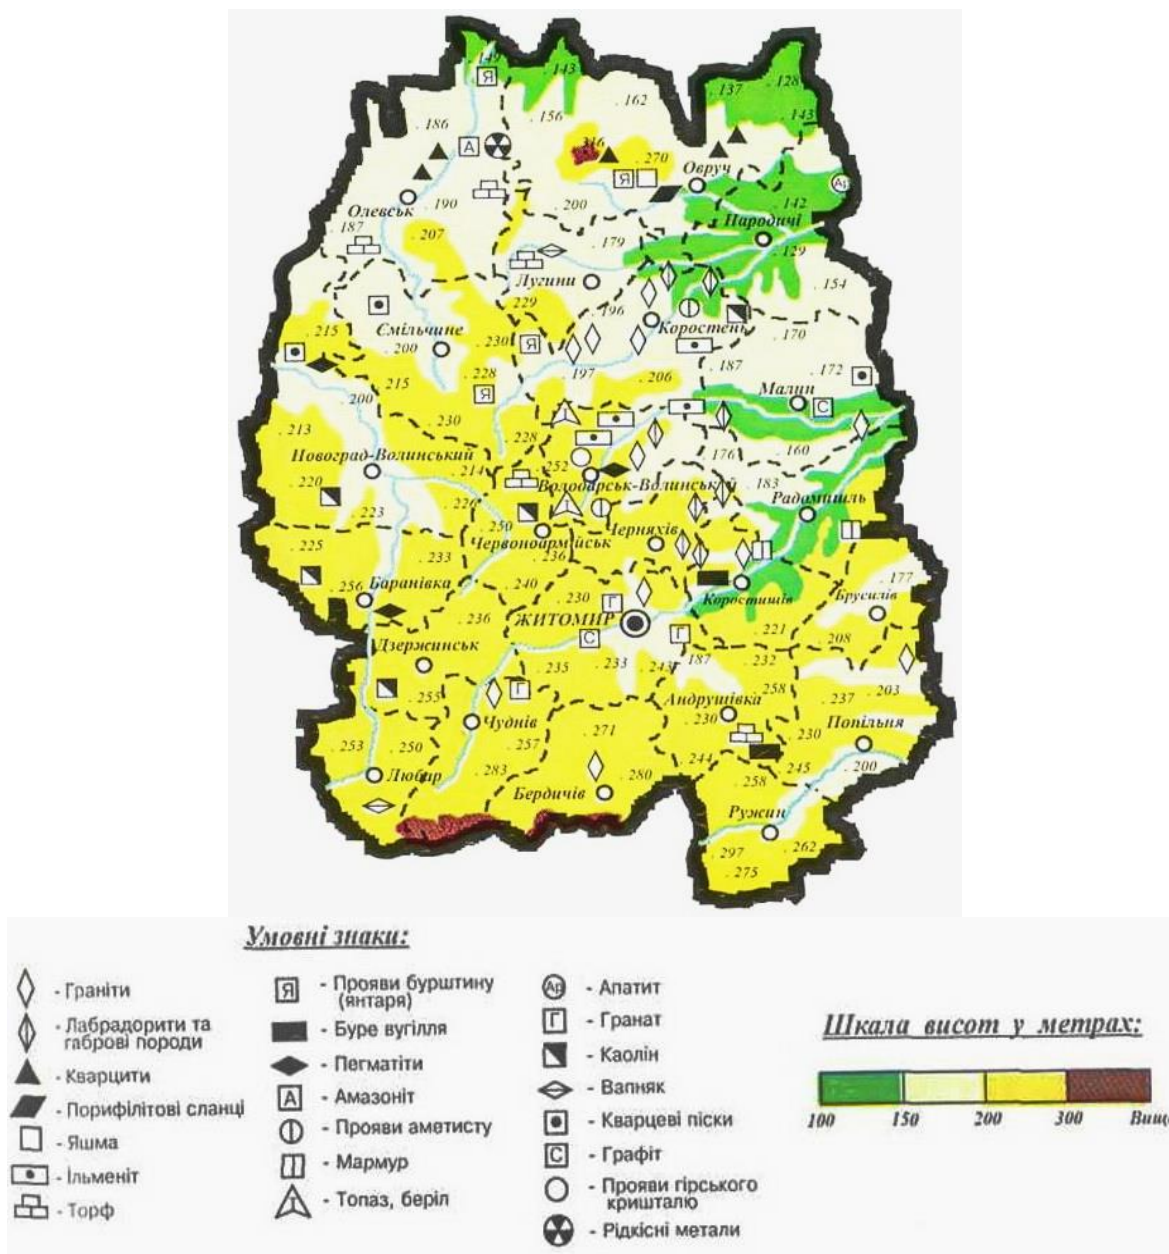 . 149
Я
. 143
. 137
. 128
. 162
. 156
. 143
. 186
А
. 316
. 270
Овруч
Я
Ар
Олевськ
. 190
. 200
. 142
Народичі
. 187
. 207
. 179
. 129
Лугини
. 154
. 229
. 196
Коростень
. 215
Ємільчине
. 200
. 230
Я
. 170
. 228
. 197
. 206
. 187
. 172
. 215
Я
Малин
С
. 200
. 213
. 230
. 228
Т
. 176
. 160
Новоград-Волинський
. 214
. 252
Володарськ-Волинський
. 183
. 220
. 226
Т
Радомишль
. 223
. 250
Червоноармійськ
Черняхів
. 225
. 233
. 236
. 177
. 256
Баранівка
. 240
. 230
Г
Коростишів
Брусилів
. 236
ЖИТОМИР
С
Г
. 221
. 208
Дзержинськ
. 235
. 233
. 243
. 187
. 232
. 255
Г
. 258
. 237
. 203
Андрушівка
. 230
Попільня
Чуднів
. 271
. 230
. 253
. 250
. 257
. 244
. 245
. 200
Любар
. 283
. 280
. 258
Бердичів
Ружин
. 297
. 262
. 275
Умовні знаки:
- Граніти
- Лабрадорити та
габрові породи
- Кварцити
- Порифілітові сланці
- Яшма
- Ільменіт
- Торф
Я - Прояви бурштину
(янтаря)
- Буре вугілля
- Пегматіти
А - Амазоніт
- Прояви аметисту
- Мармур
Т - Топаз, беріл
Ар - Апатит
Г - Гранат
- Каолін
- Вапняк
- Кварцеві піски
С - Графіт
- Прояви гірського
кришталю
- Рідкісні метали
Шкала висот у метрах:
100 150 200 300 Вищ